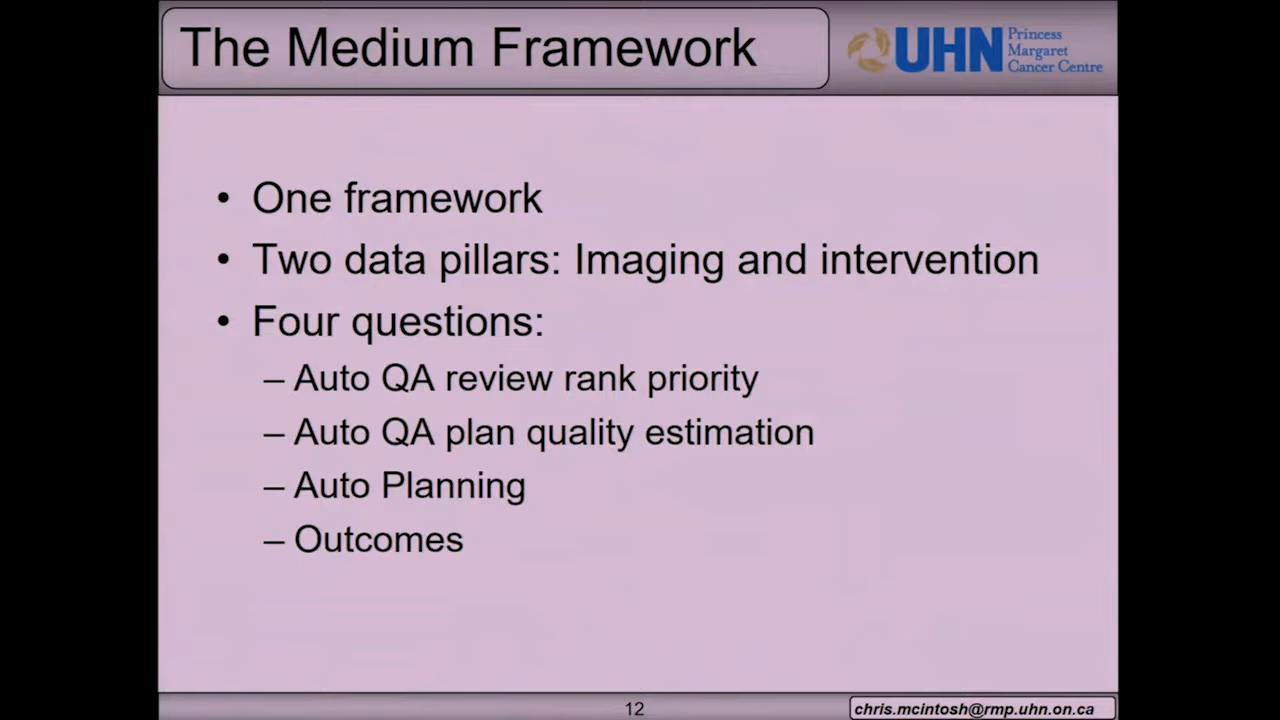 The Medium Framework
UHN
Princess
Margaret
Cancer Centre
• One framework
• Two data pillars: Imaging and intervention
• Four questions:
– Auto QA review rank priority
– Auto QA plan quality estimation
– Auto Planning
– Outcomes
12
chris.mcintosh@rmp.uhn.on.ca